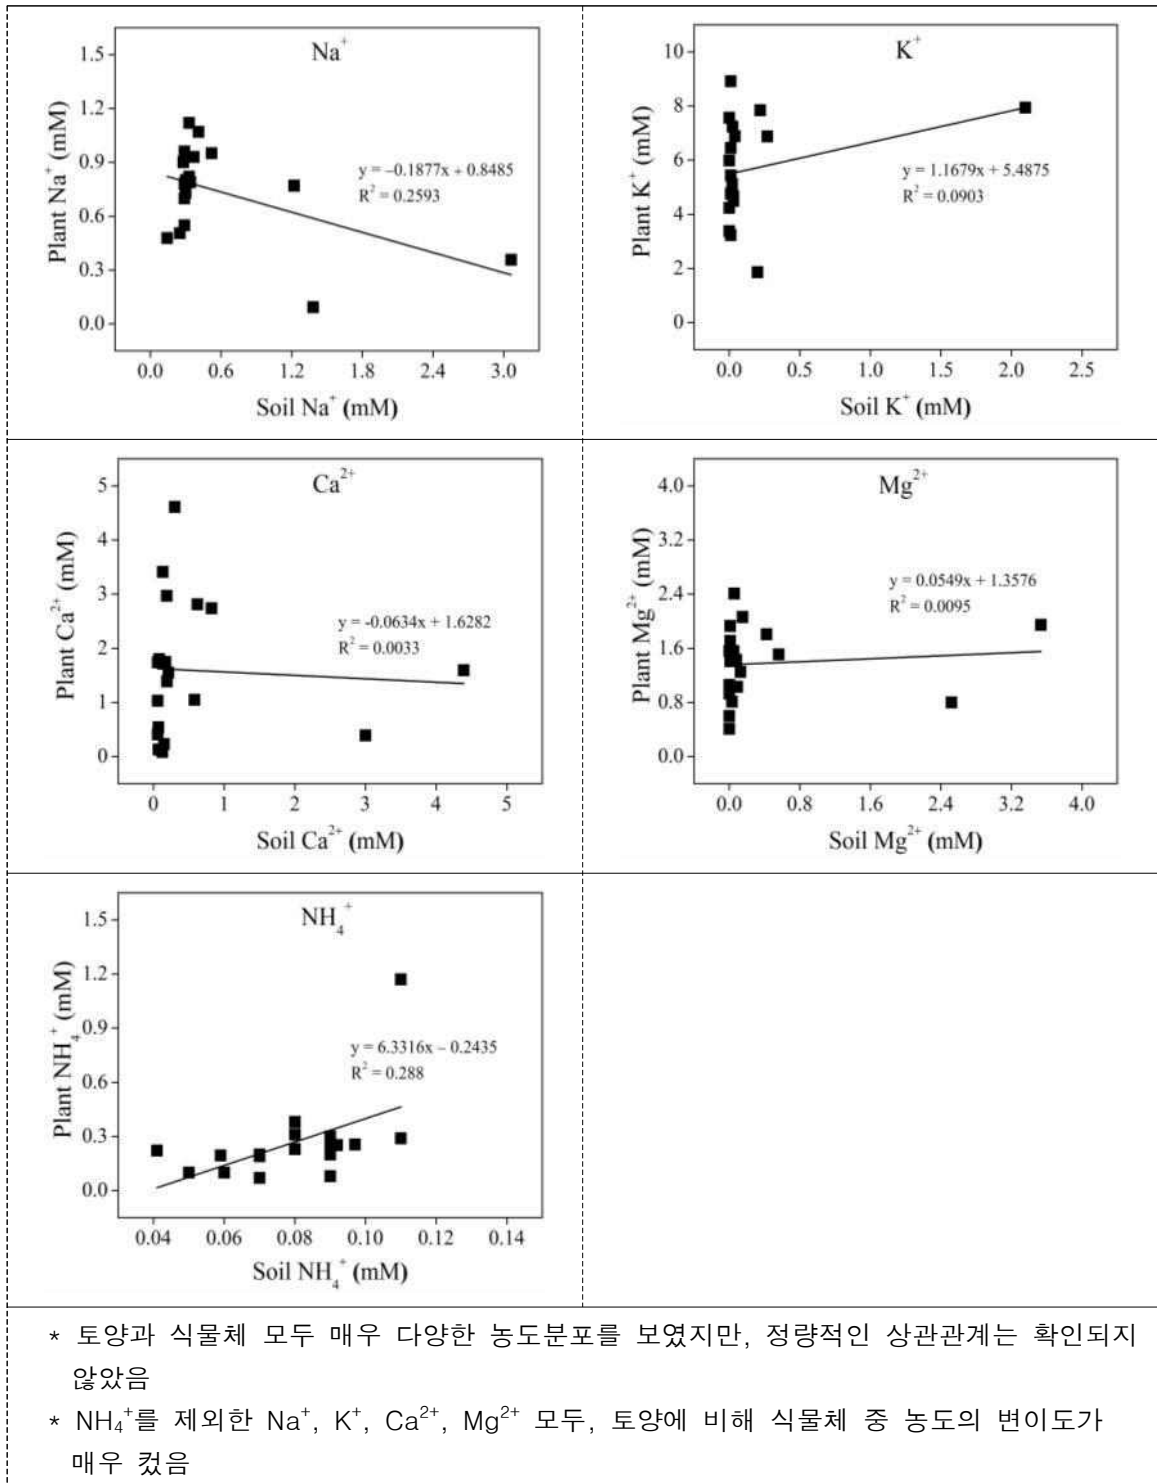 Na⁺
1.5
1.2
0.9
0.6
0.3
0.0
Plant Na⁺ (mM)
y = –0.1877x + 0.8485
R² = 0.2593
0.0 0.6 1.2 1.8 2.4 3.0
Soil Na⁺ (mM)
K⁺
10
8
6
4
2
0
Plant K⁺ (mM)
y = 1.1679x + 5.4875
R² = 0.0903
0.0 0.5 1.0 1.5 2.0 2.5
Soil K⁺ (mM)
Ca²⁺
5
4
3
2
1
0
Plant Ca²⁺ (mM)
y = -0.0634x + 1.6282
R² = 0.0033
0 1 2 3 4 5
Soil Ca²⁺ (mM)
Mg²⁺
4.0
3.2
2.4
1.6
0.8
0.0
Plant Mg²⁺ (mM)
y = 0.0549x + 1.3576
R² = 0.0095
0.0 0.8 1.6 2.4 3.2 4.0
Soil Mg²⁺ (mM)
NH₄⁺
1.5
1.2
0.9
0.6
0.3
0.0
Plant NH₄⁺ (mM)
y = 6.3316x – 0.2435
R² = 0.288
0.04 0.06 0.08 0.10 0.12 0.14
Soil NH₄⁺ (mM)
* 토양과 식물체 모두 매우 다양한 농도분포를 보였지만, 정량적인 상관관계는 확인되지
않았음
* NH₄⁺를 제외한 Na⁺, K⁺, Ca²⁺, Mg²⁺ 모두, 토양에 비해 식물체 중 농도의 변이도가
매우 컸음